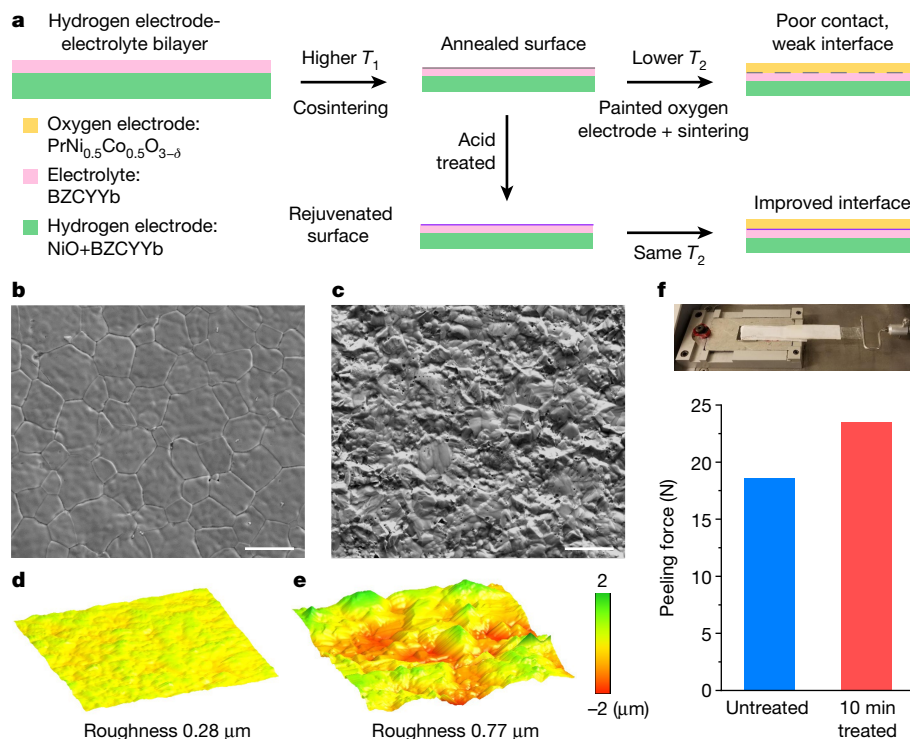 a
Hydrogen electrode-
electrolyte bilayer
Higher T₁
Cosintering
Annealed surface
Lower T₂
Painted oxygen
electrode + sintering
Poor contact,
weak interface
Oxygen electrode:
PrNi₀.₅Co₀.₅O₃₋δ
Electrolyte:
BZCYYb
Hydrogen electrode:
NiO+BZCYYb
Acid
treated
Rejuvenated
surface
Same T₂
Improved interface
b
c
d
Roughness 0.28 μm
e
2
−2 (μm)
Roughness 0.77 μm
f
Peeling force (N)
25
20
15
10
5
0
Untreated
10 min
treated